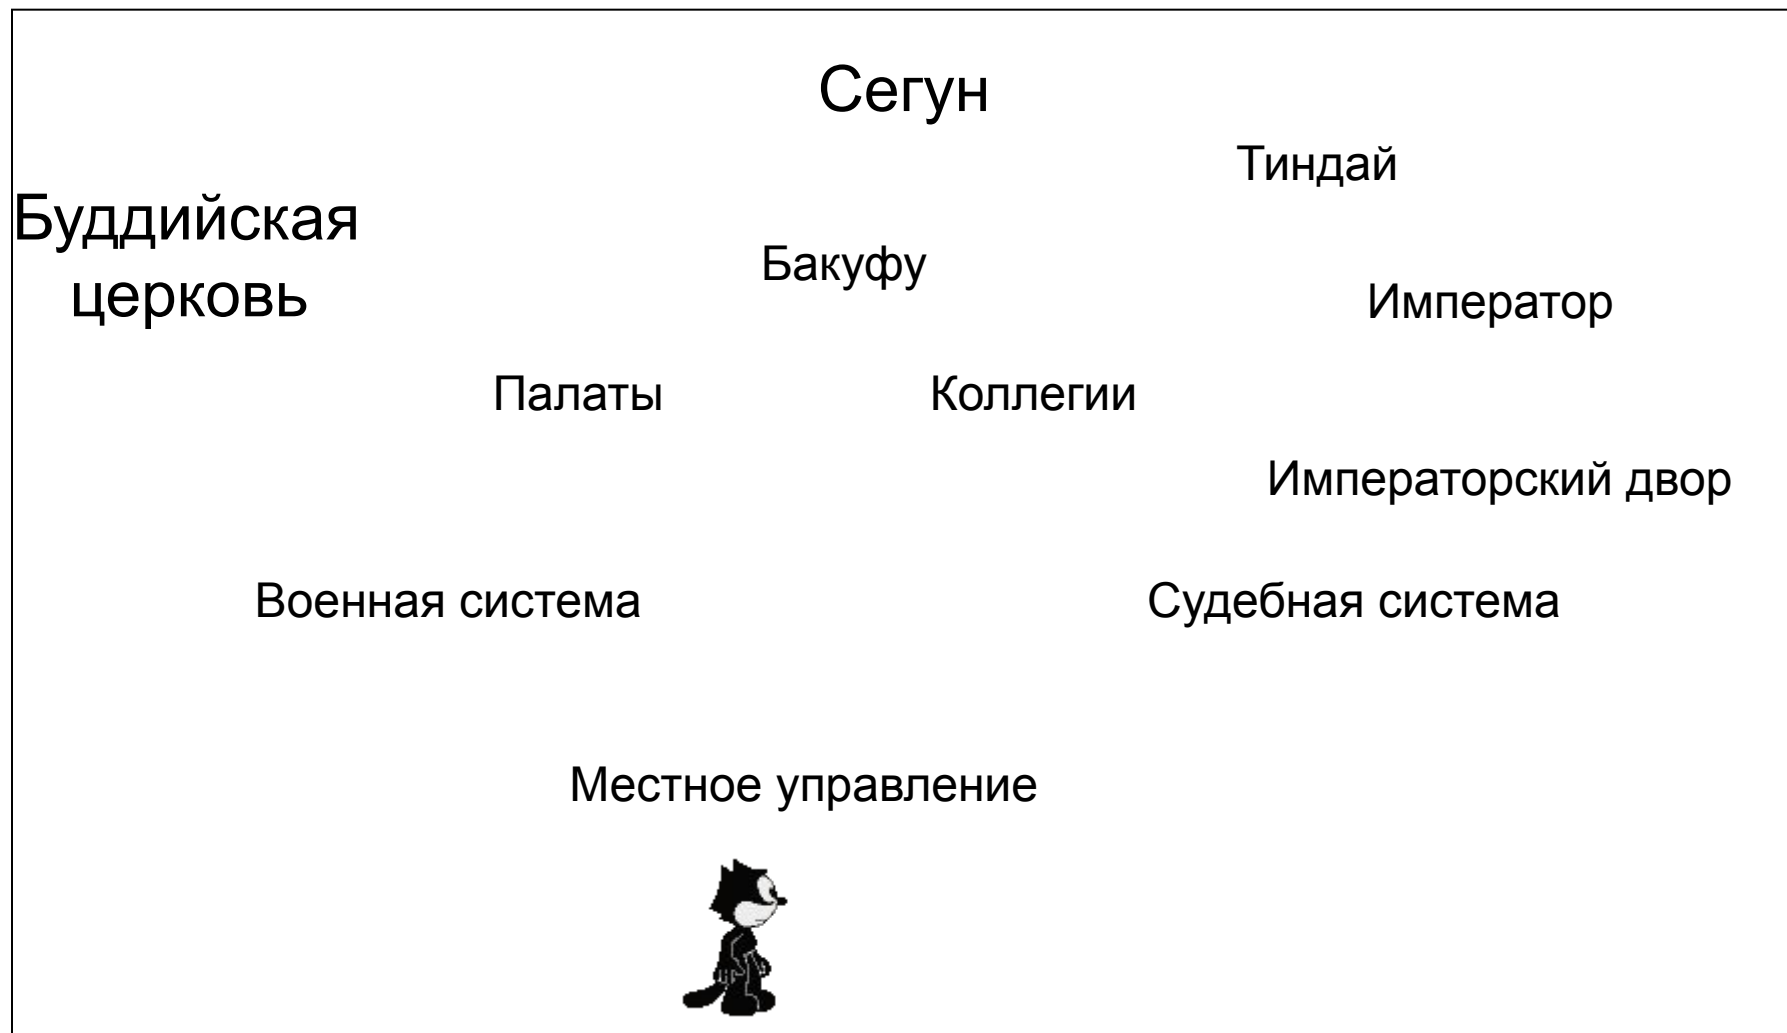 Сегун
Тиндай
Буддийская
церковь
Бакуфу
Император
Палаты
Коллегии
Императорский двор
Военная система
Судебная система
Местное управление